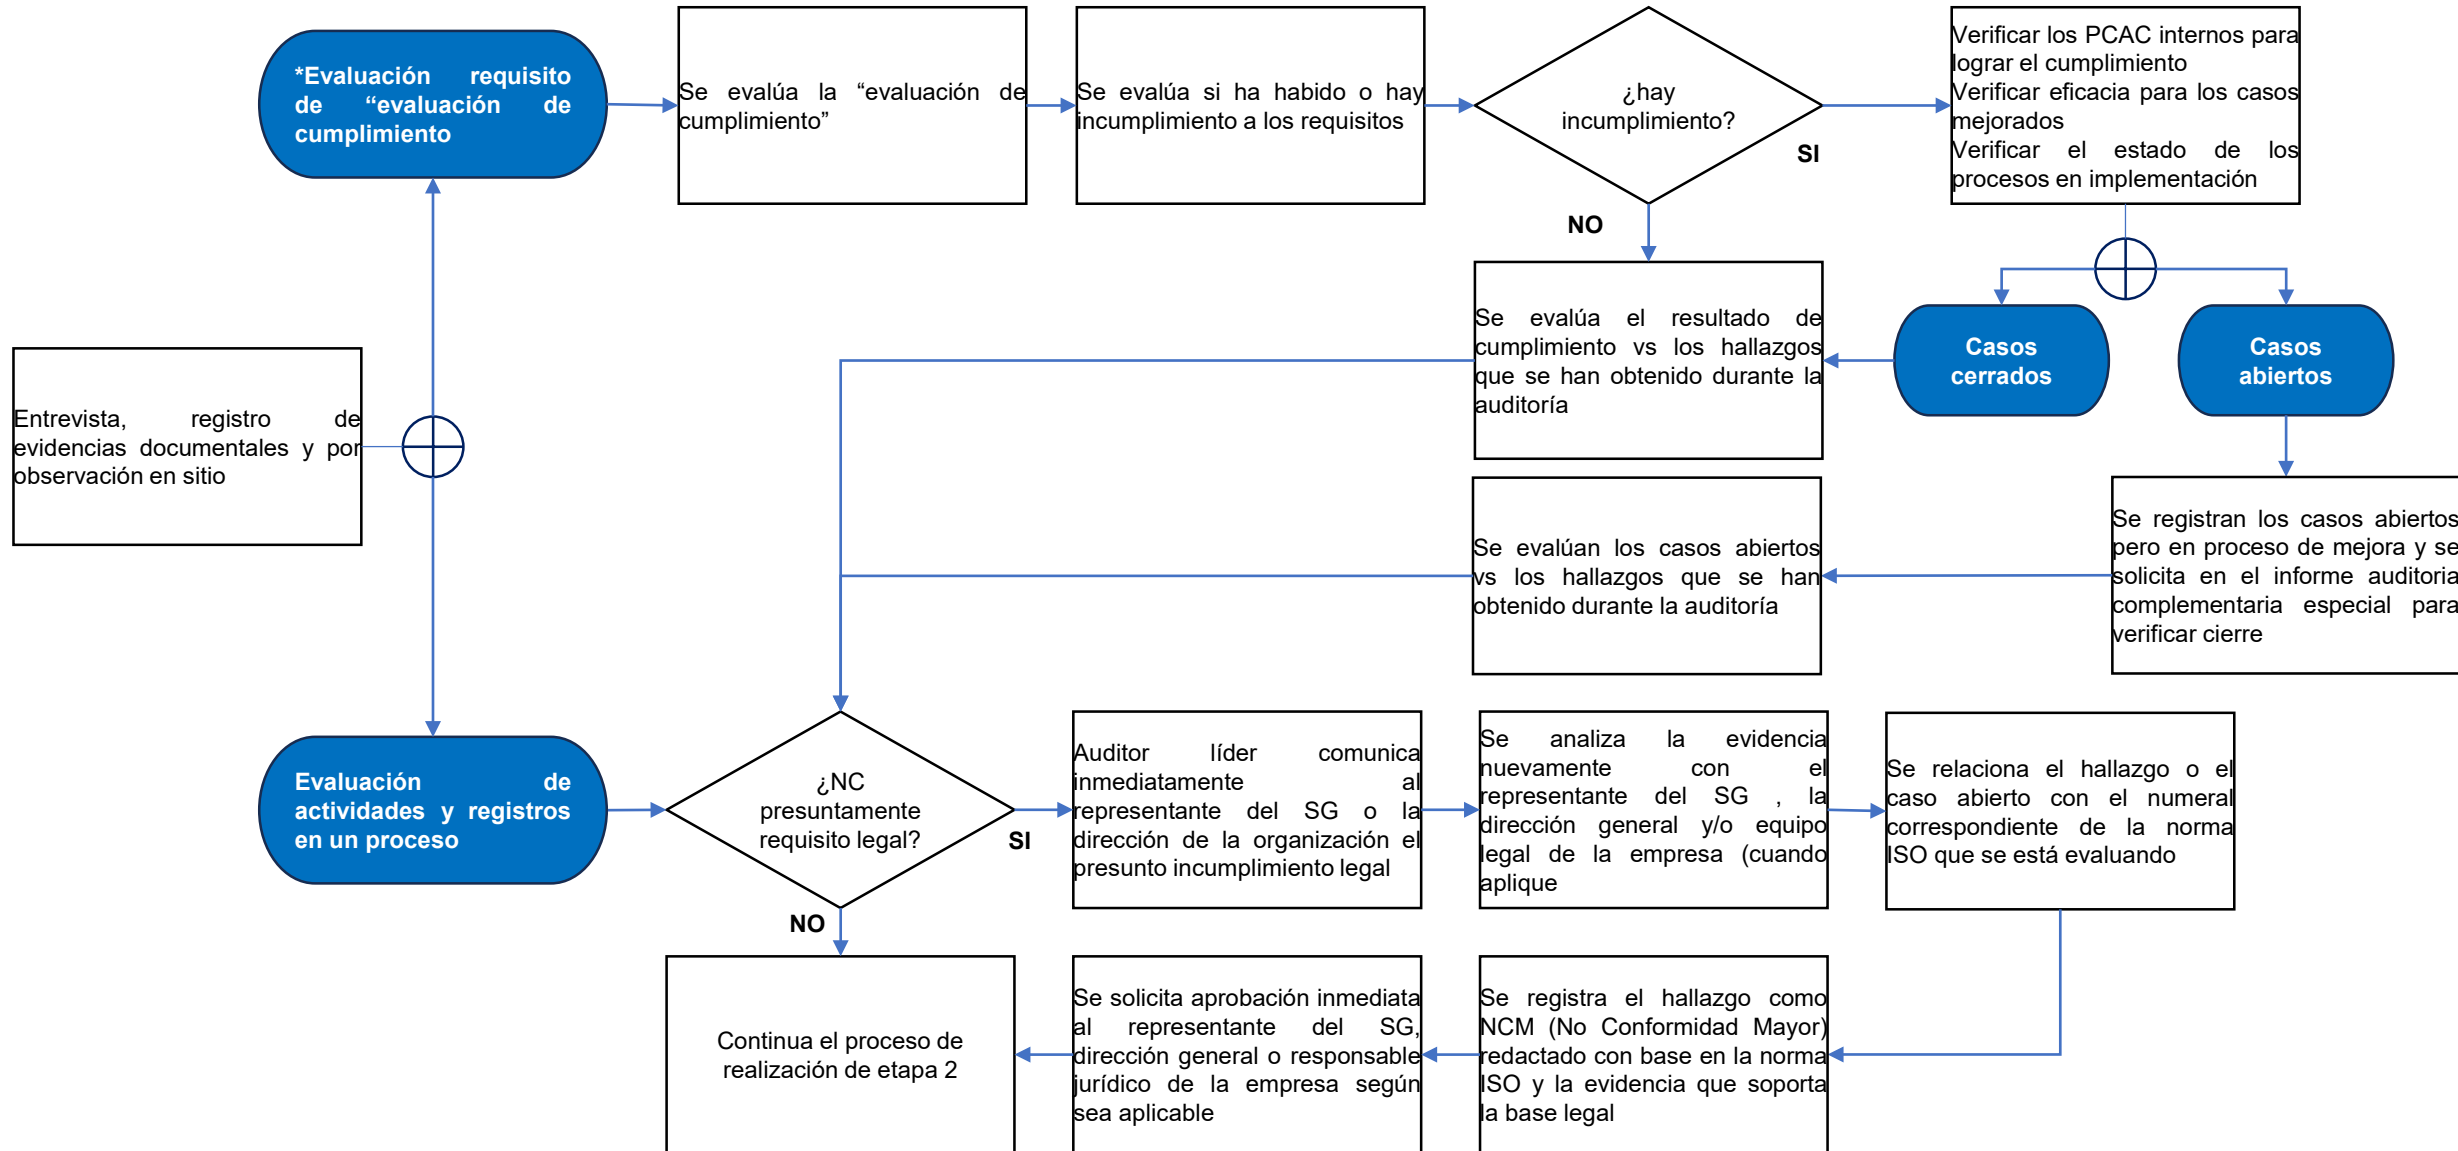 *Evaluación requisito
de “evaluación de
cumplimiento
Se evalúa la “evaluación de
cumplimiento”
Se evalúa si ha habido o hay
incumplimiento a los requisitos
¿hay
incumplimiento?
SI
NO
Verificar los PCAC internos para
lograr el cumplimiento
Verificar eficacia para los casos
mejorados
Verificar el estado de los
procesos en implementación
Casos
cerrados
Casos
abiertos
Se evalúa el resultado de
cumplimiento vs los hallazgos
que se han obtenido durante la
auditoría
Entrevista, registro de
evidencias documentales y por
observación en sitio
Se evalúan los casos abiertos
vs los hallazgos que se han
obtenido durante la auditoría
Se registran los casos abiertos
pero en proceso de mejora y se
solicita en el informe auditoria
complementaria especial para
verificar cierre
Evaluación de
actividades y registros
en un proceso
¿NC
presuntamente
requisito legal?
SI
NO
Auditor líder comunica
inmediatamente al
representante del SG o la
dirección de la organización el
presunto incumplimiento legal
Se analiza la evidencia
nuevamente con el
representante del SG , la
dirección general y/o equipo
legal de la empresa (cuando
aplique
Se relaciona el hallazgo o el
caso abierto con el numeral
correspondiente de la norma
ISO que se está evaluando
Continua el proceso de
realización de etapa 2
Se solicita aprobación inmediata
al representante del SG,
dirección general o responsable
jurídico de la empresa según
sea aplicable
Se registra el hallazgo como
NCM (No Conformidad Mayor)
redactado con base en la norma
ISO y la evidencia que soporta
la base legal